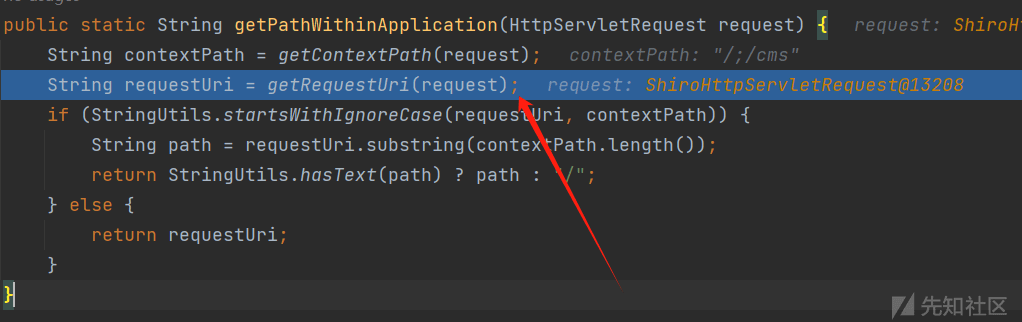 public static String getPathWithinApplication(HttpServletRequest request) { request: ShiroHt
String contextPath = getContextPath(request); contextPath: "/;/cms"
String requestUri = getRequestUri(request); request: ShiroHttpServletRequest@13208
if (StringUtils.startsWithIgnoreCase(requestUri, contextPath)) {
String path = requestUri.substring(contextPath.length());
return StringUtils.hasText(path) ? path : "/";
} else {
return requestUri;
}
}
先知社区